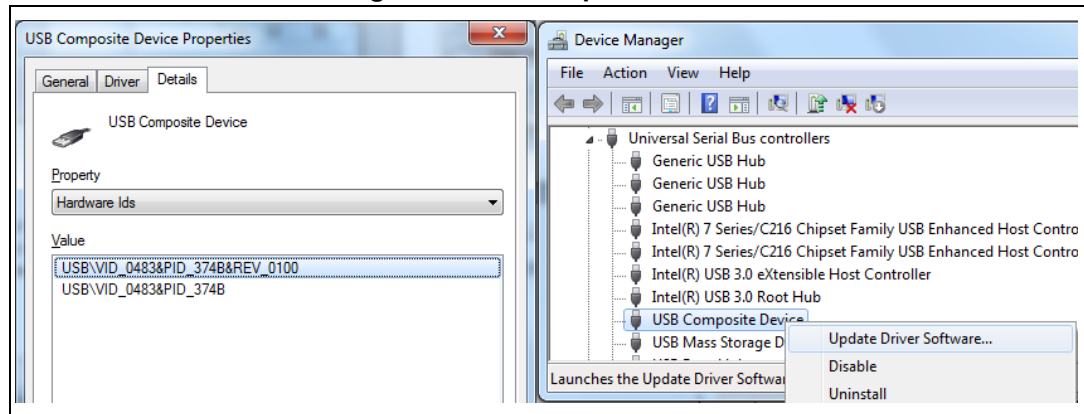 USB Composite Device Properties
General Driver Details
USB Composite Device
Property
Hardware Ids
Value
USB\VID_0483&PID_374B&REV_0100
USB\VID_0483&PID_374B
Device Manager
File Action View Help
Universal Serial Bus controllers
Generic USB Hub
Generic USB Hub
Generic USB Hub
Intel(R) 7 Series/C216 Chipset Family USB Enhanced Host Contro
Intel(R) 7 Series/C216 Chipset Family USB Enhanced Host Contro
Intel(R) USB 3.0 eXtensible Host Controller
Intel(R) USB 3.0 Root Hub
USB Composite Device
USB Mass Storage D
Update Driver Software...
Disable
Uninstall
Launches the Update Driver Softwar